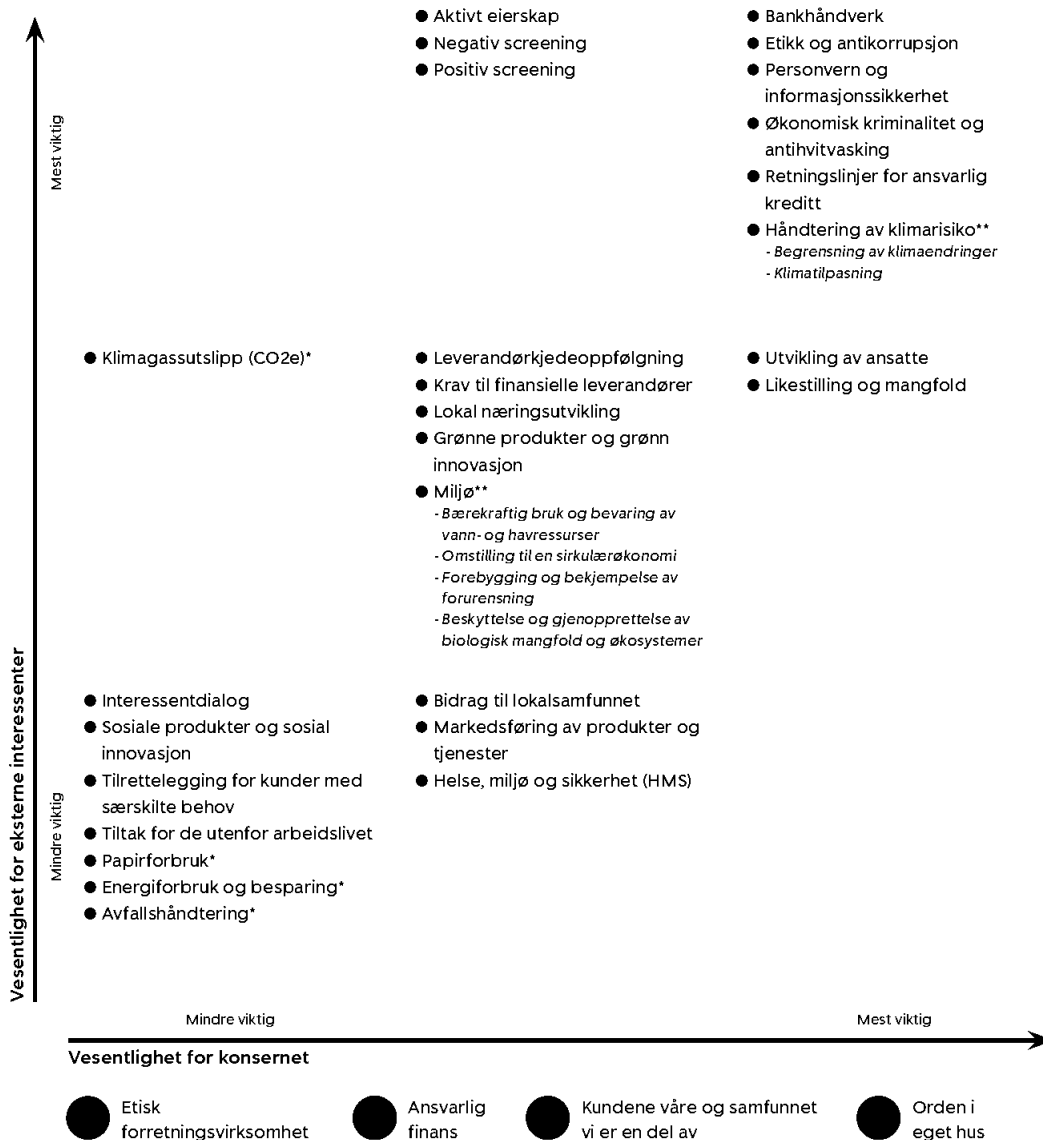 Vesentlighet for eksterne interessenter
Mest viktig
Mindre viktig
● Aktivt eierskap
● Negativ screening
● Positiv screening
● Bankhåndverk
● Etikk og antikorrupsjon
● Personvern og
informasjonssikkerhet
● Økonomisk kriminalitet og
antihvitvasking
● Retningslinjer for ansvarlig
kreditt
● Håndtering av klimarisiko**
- Begrensning av klimaendringer
- Klimatilpasning
● Klimagassutslipp (CO2e)*
● Leverandørkjedeoppfølgning
● Krav til finansielle leverandører
● Lokal næringsutvikling
● Grønne produkter og grønn
innovasjon
● Miljø**
- Bærekraftig bruk og bevaring av
vann- og havressurser
- Omstilling til en sirkulærøkonomi
- Forebygging og bekjempelse av
forurensning
- Beskyttelse og gjenopprettelse av
biologisk mangfold og økosystemer
● Utvikling av ansatte
● Likestilling og mangfold
● Interessentdialog
● Sosiale produkter og sosial
innovasjon
● Tilrettelegging for kunder med
særskilte behov
● Tiltak for de utenfor arbeidslivet
● Papirforbruk*
● Energiforbruk og besparing*
● Avfallshåndtering*
● Bidrag til lokalsamfunnet
● Markedsføring av produkter og
tjenester
● Helse, miljø og sikkerhet (HMS)
Mindre viktig
Mest viktig
Vesentlighet for konsernet
Etisk
forretningsvirksomhet
Ansvarlig
finans
Kundene våre og samfunnet
vi er en del av
Orden i
eget hus